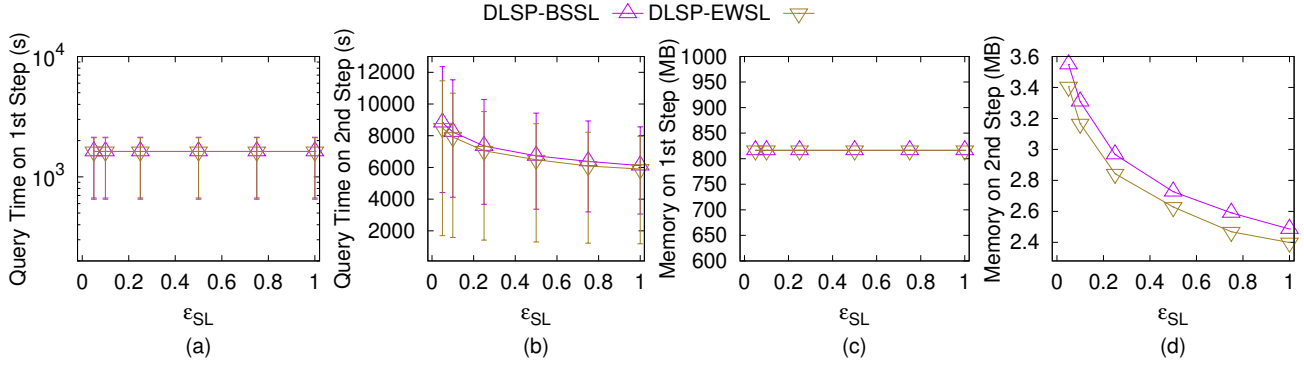 DLSP-BSSL DLSP-EWSL
Query Time on 1st Step (s)
10^4
10^3
0 0.2 0.4 0.6 0.8 1
ε_SL
(a)
Query Time on 2nd Step (s)
12000
10000
8000
6000
4000
2000
0 0.2 0.4 0.6 0.8 1
ε_SL
(b)
Memory on 1st Step (MB)
1000
950
900
850
800
750
700
650
600
0 0.2 0.4 0.6 0.8 1
ε_SL
(c)
Memory on 2nd Step (MB)
3.6
3.4
3.2
3
2.8
2.6
2.4
0 0.2 0.4 0.6 0.8 1
ε_SL
(d)